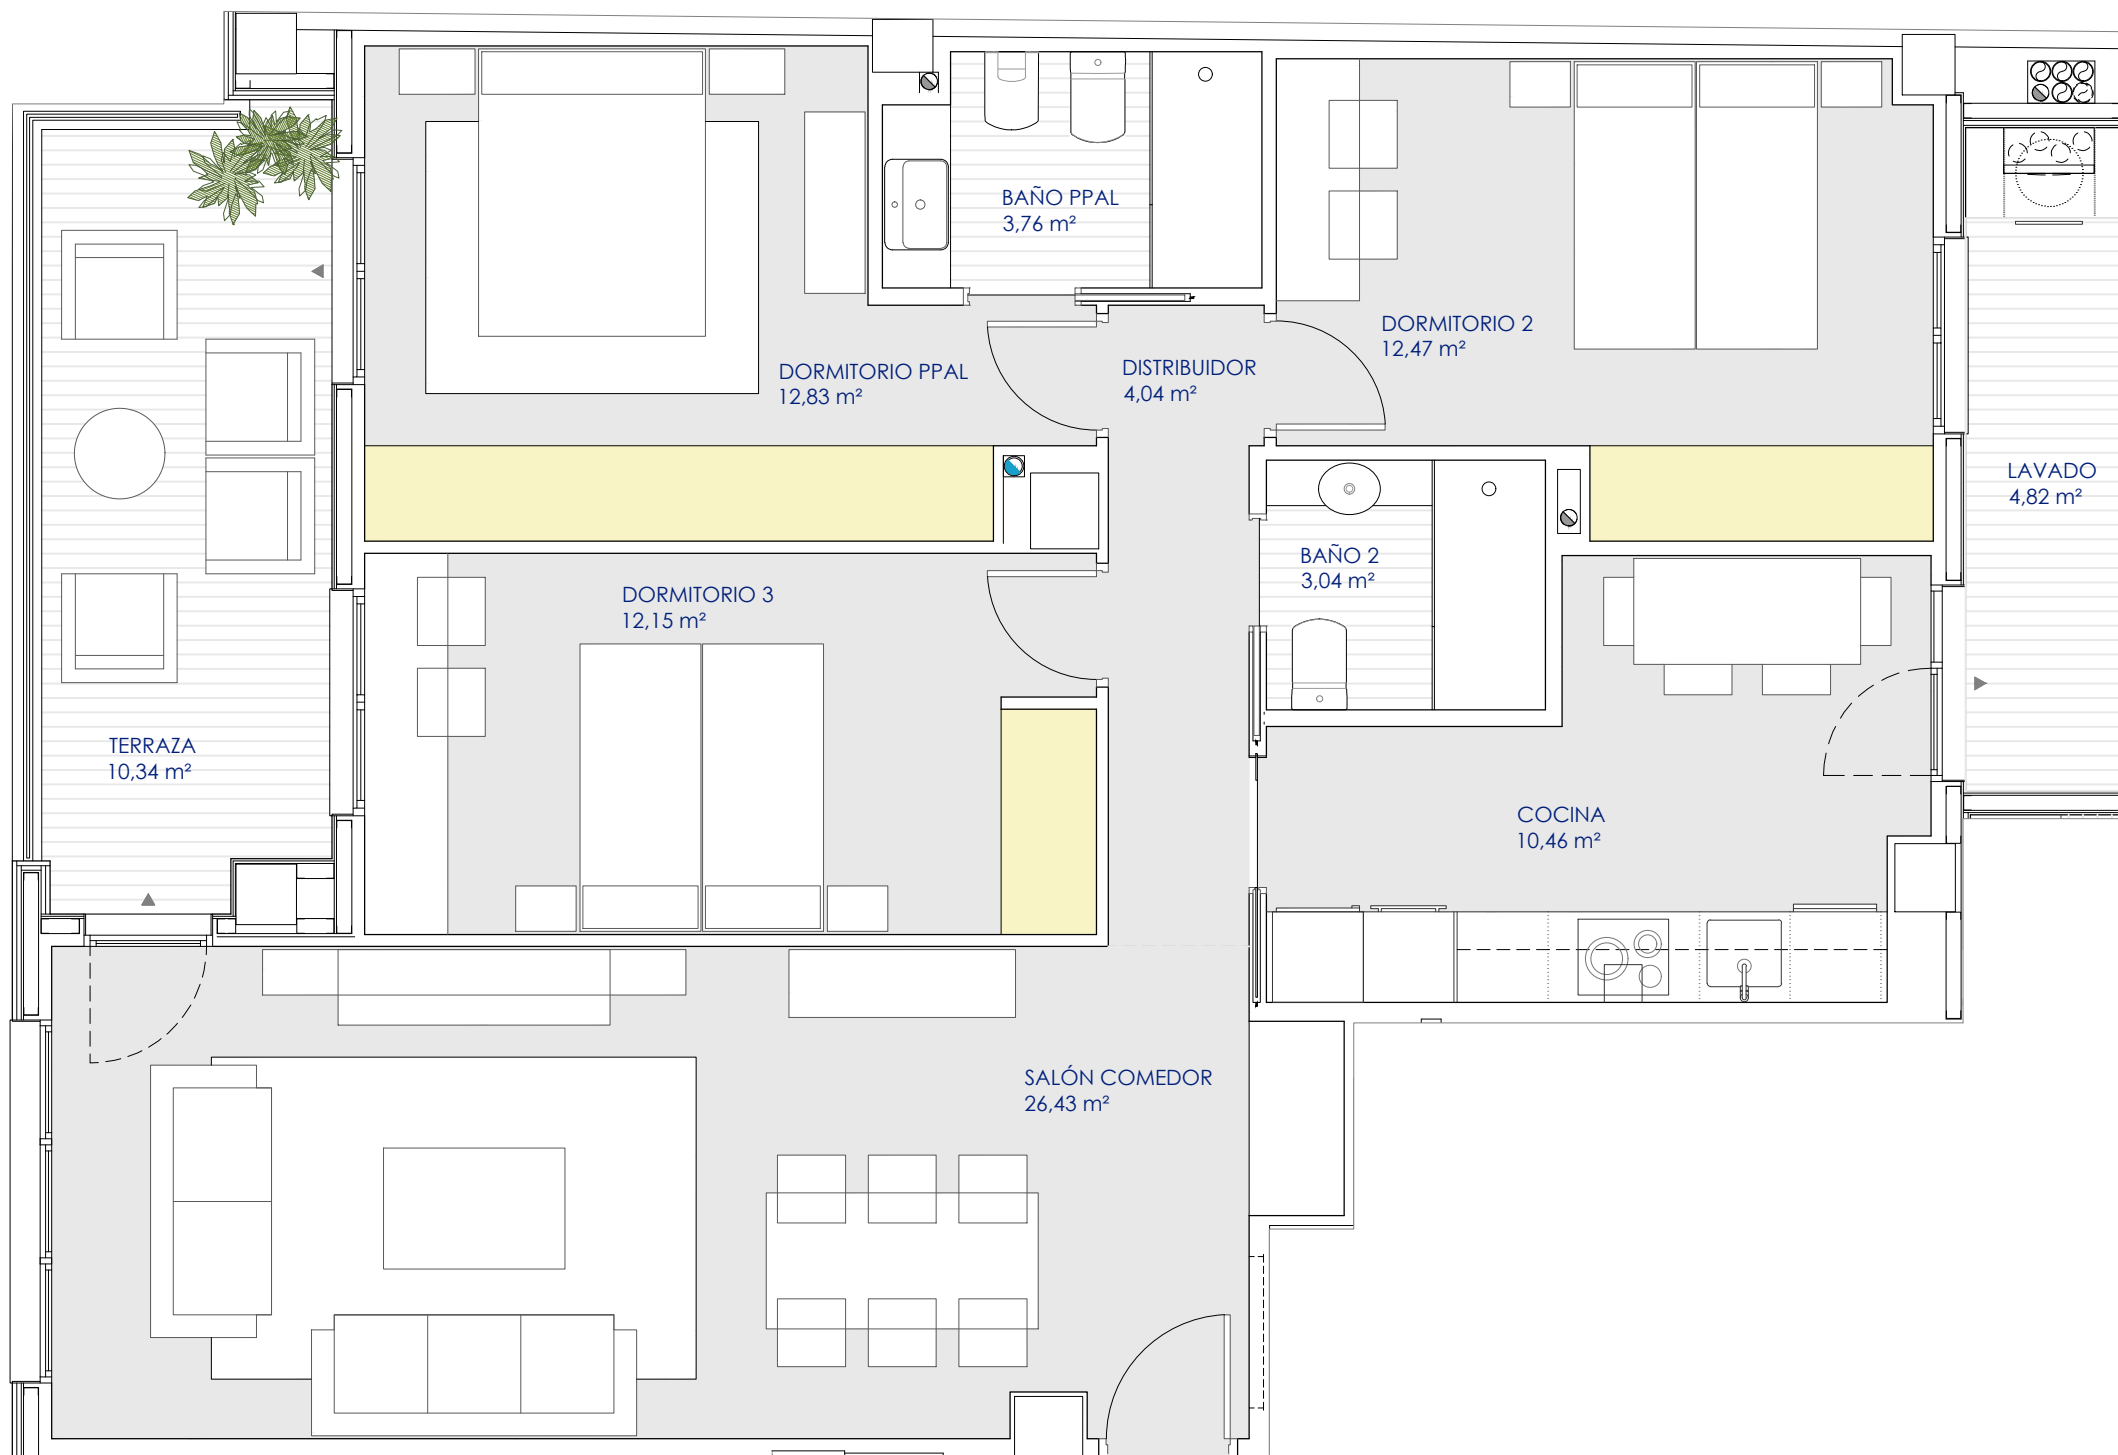 BAÑO PPAL
3,76 m²
DORMITORIO 2
12,47 m²
DORMITORIO PPAL
12,83 m²
DISTRIBUIDOR
4,04 m²
LAVADO
4,82 m²
BAÑO 2
3,04 m²
DORMITORIO 3
12,15 m²
TERRAZA
10,34 m²
COCINA
10,46 m²
SALÓN COMEDOR
26,43 m²